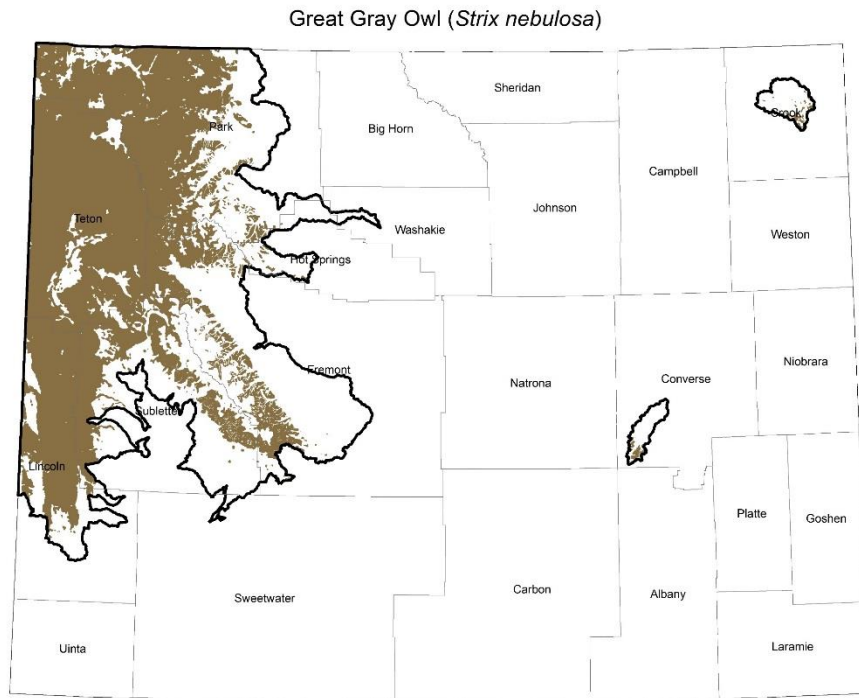 Great Gray Owl (Strix nebulosa)
Sheridan
Park
Big Horn
Crook
Campbell
Teton
Washakie
Johnson
Weston
Hot Springs
Fremont
Natrona
Converse
Niobrara
Sublette
Lincoln
Platte
Goshen
Sweetwater
Carbon
Albany
Uinta
Laramie